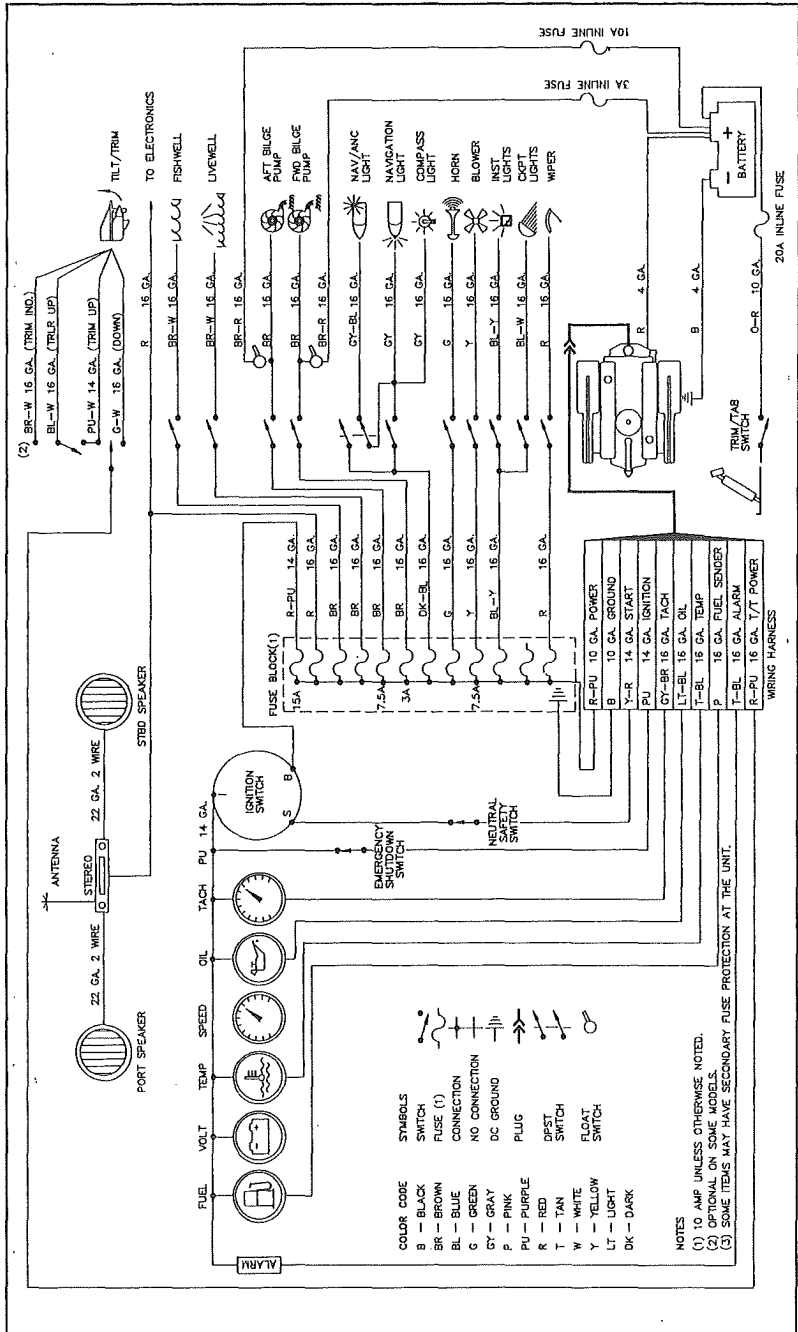 PORT SPEAKER
22 GA. 2 WIRE
ANTENNA
STEREO
22 GA. 2 WIRE
STBD SPEAKER
(2) BR-W 16 GA. (TRIM IND.)
BL-W 16 GA. (TRLR UP)
PU-W 14 GA. (TRIM UP)
G-W 16 GA. (DOWN)
TILT/TRIM
R 16 GA.
TO ELECTRONICS
BR-W 16 GA.
FISHWELL
BR-W 16 GA.
LIVEWELL
BR-R 16 GA.
BR 16 GA.
AFT BILGE
PUMP
BR 16 GA.
FWD BILGE
PUMP
BR-R 16 GA.
GY-BL 16 GA.
NAV/ANC
LIGHT
GY 16 GA.
NAVIGATION
LIGHT
GY 16 GA.
COMPASS
LIGHT
G 16 GA.
HORN
Y 16 GA.
BLOWER
BL-Y 16 GA.
INST
LIGHTS
BL-W 16 GA.
CKPT
LIGHTS
R 16 GA.
WIPER
10A INLINE FUSE
3A INLINE FUSE
FUEL
VOLT
TEMP
SPEED
OIL
TACH
PU 14 GA.
ALARM
I
IGNITION
SWITCH
S
B
EMERGENCY
SHUTDOWN
SWITCH
NEUTRAL
SAFETY
SWITCH
FUSE BLOCK(1)
15A
7.5A
3A
7.5A
R-PU 14 GA.
R 16 GA.
BR 16 GA.
BR 16 GA.
BR 16 GA.
BR 16 GA.
DK-BL 16 GA.
G 16 GA.
Y 16 GA.
BL-Y 16 GA.
R 16 GA.
R 4 GA.
B 4 GA.
O-R 10 GA.
- +
BATTERY
20A INLINE FUSE
TRIM/TAB
SWITCH
R-PU 10 GA. POWER
B 10 GA. GROUND
Y-R 14 GA. START
PU 14 GA. IGNITION
GY-BR 16 GA. TACH
LT-BL 16 GA. OIL
T-BL 16 GA. TEMP
P 16 GA. FUEL SENDER
T-BL 16 GA. ALARM
R-PU 16 GA. T/T POWER
WIRING HARNESS
COLOR CODE
B - BLACK
BR - BROWN
BL - BLUE
G - GREEN
GY - GRAY
P - PINK
PU - PURPLE
R - RED
T - TAN
W - WHITE
Y - YELLOW
LT - LIGHT
DK - DARK
SYMBOLS
SWITCH
FUSE (1)
CONNECTION
NO CONNECTION
DC GROUND
PLUG
DPST
SWITCH
FLOAT
SWITCH
NOTES
(1) 10 AMP UNLESS OTHERWISE NOTED.
(2) OPTIONAL ON SOME MODELS.
(3) SOME ITEMS MAY HAVE SECONDARY FUSE PROTECTION AT THE UNIT.